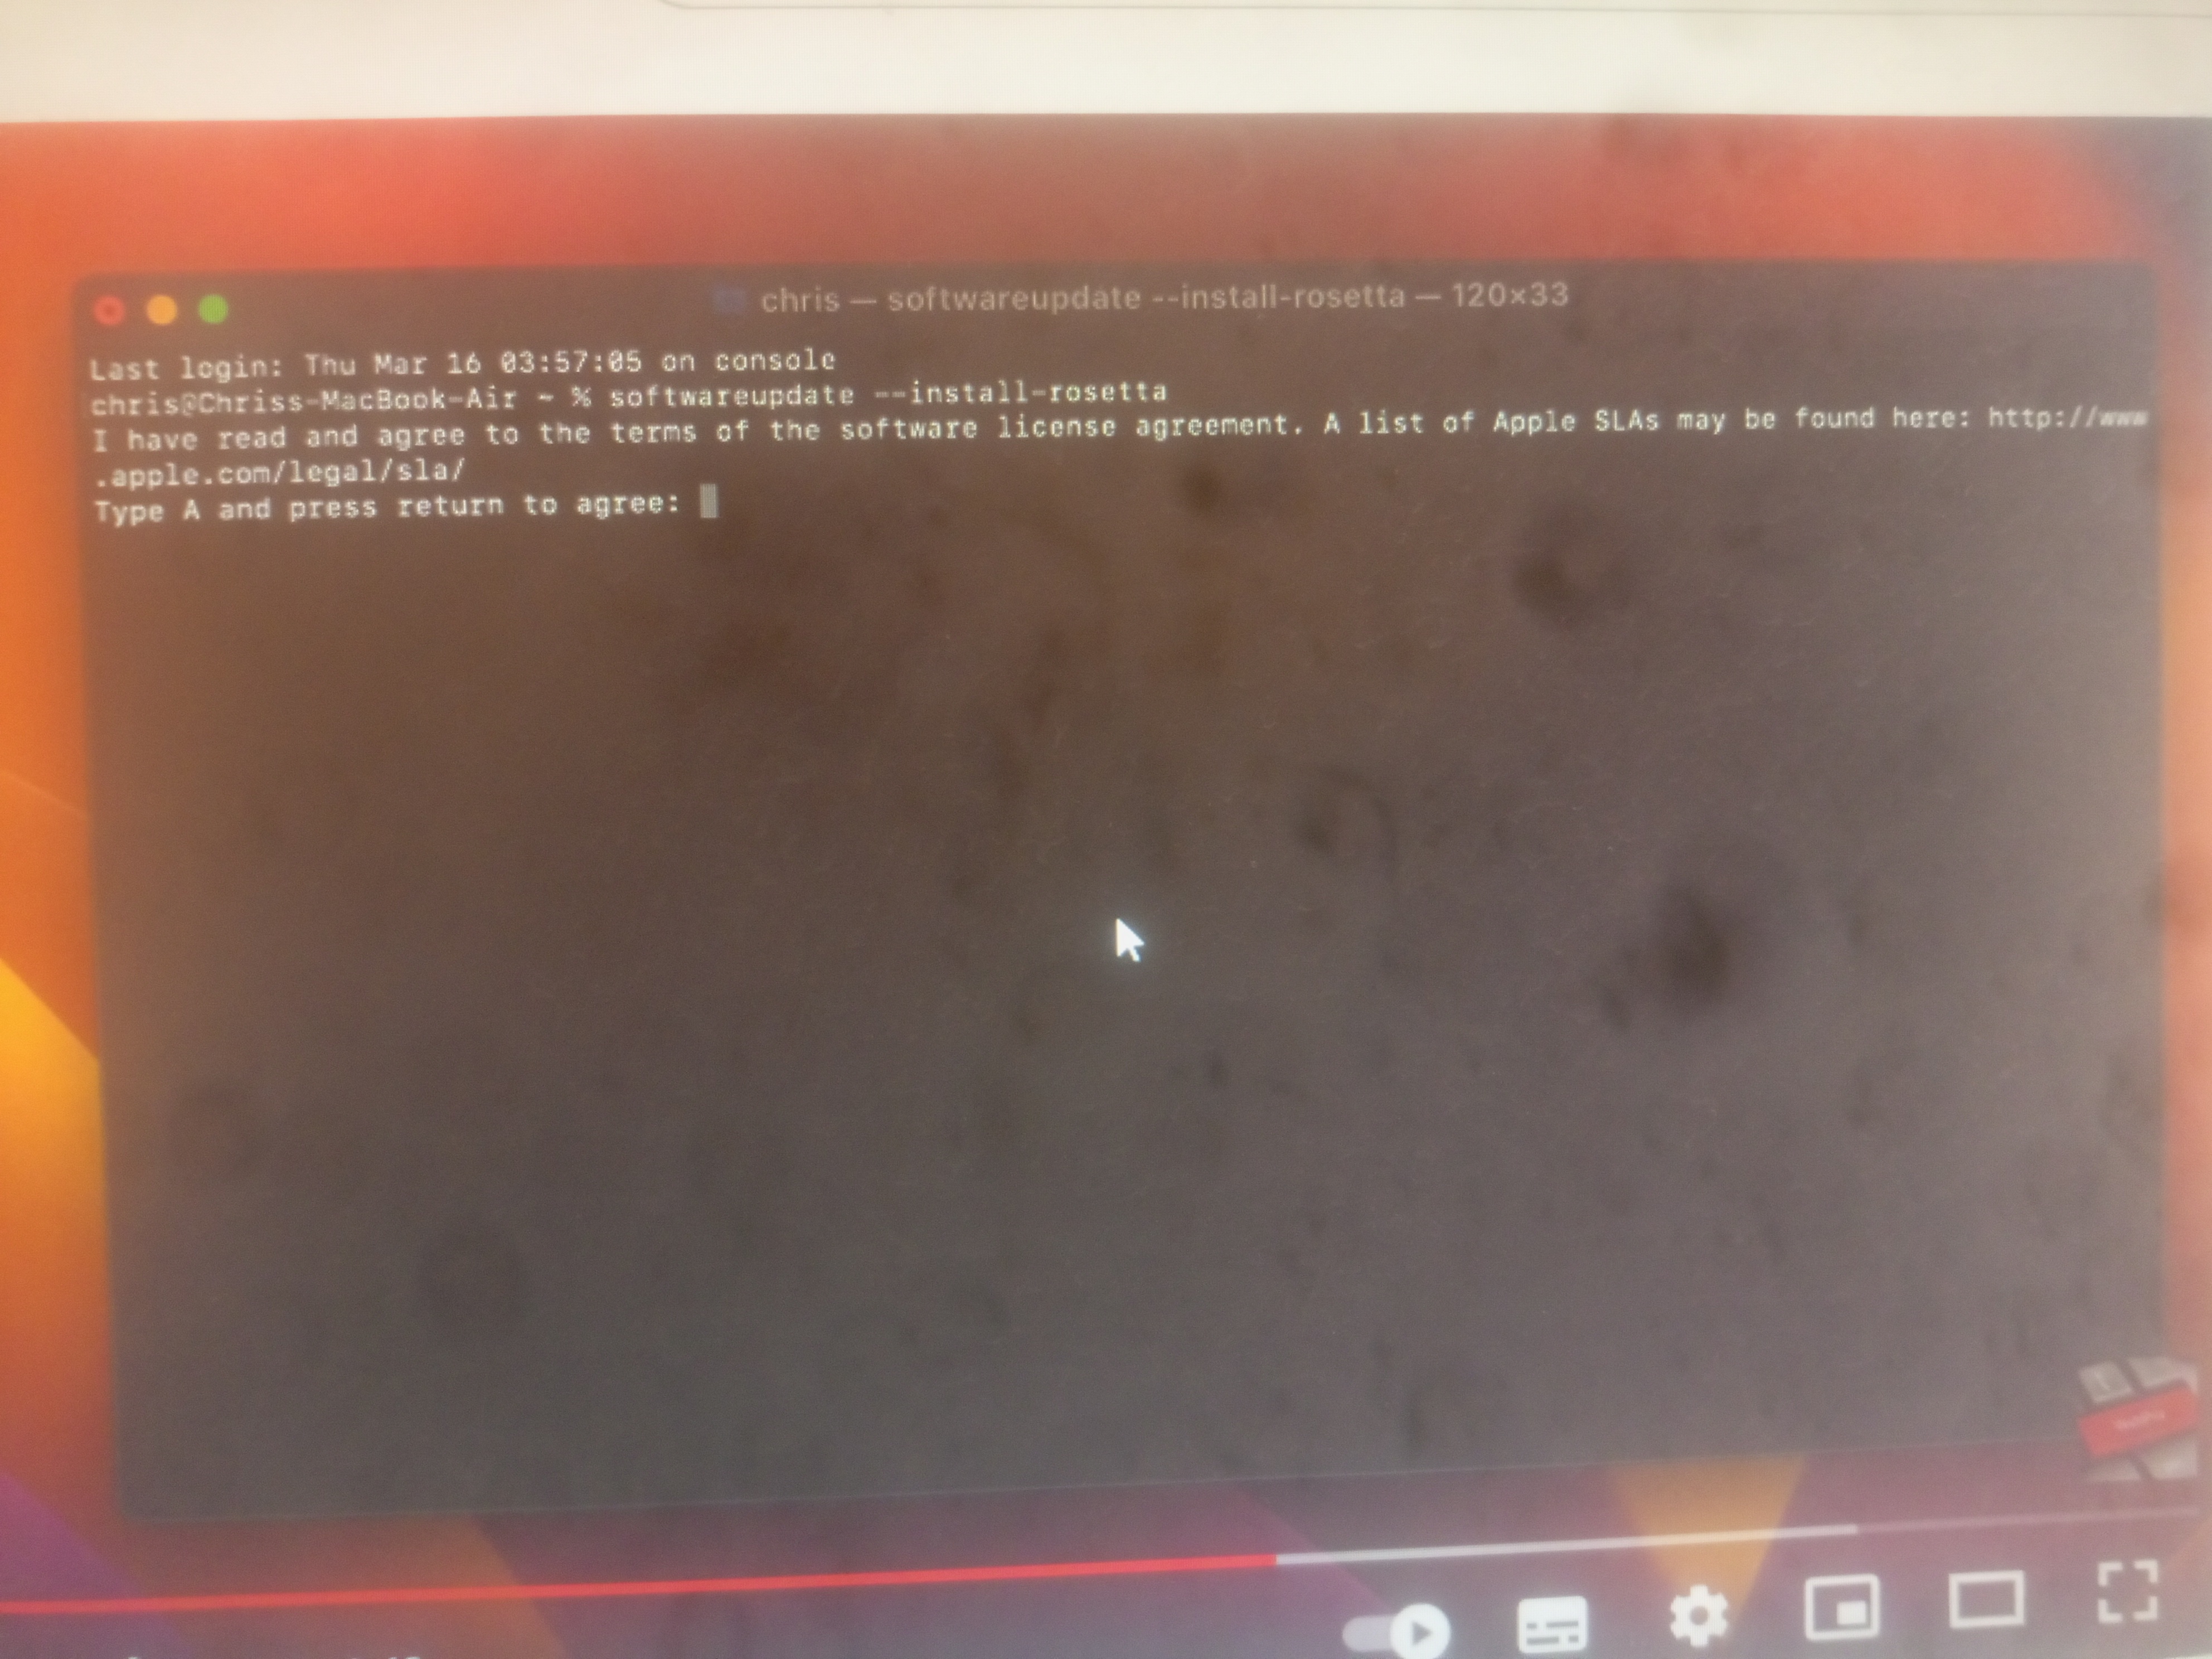 chris — softwareupdate --install-rosetta — 120×33
Last login: Thu Mar 16 03:57:05 on console
chris@Chriss-MacBook-Air ~ % softwareupdate --install-rosetta
I have read and agree to the terms of the software license agreement. A list of Apple SLAs may be found here: http://www
.apple.com/legal/sla/
Type A and press return to agree: